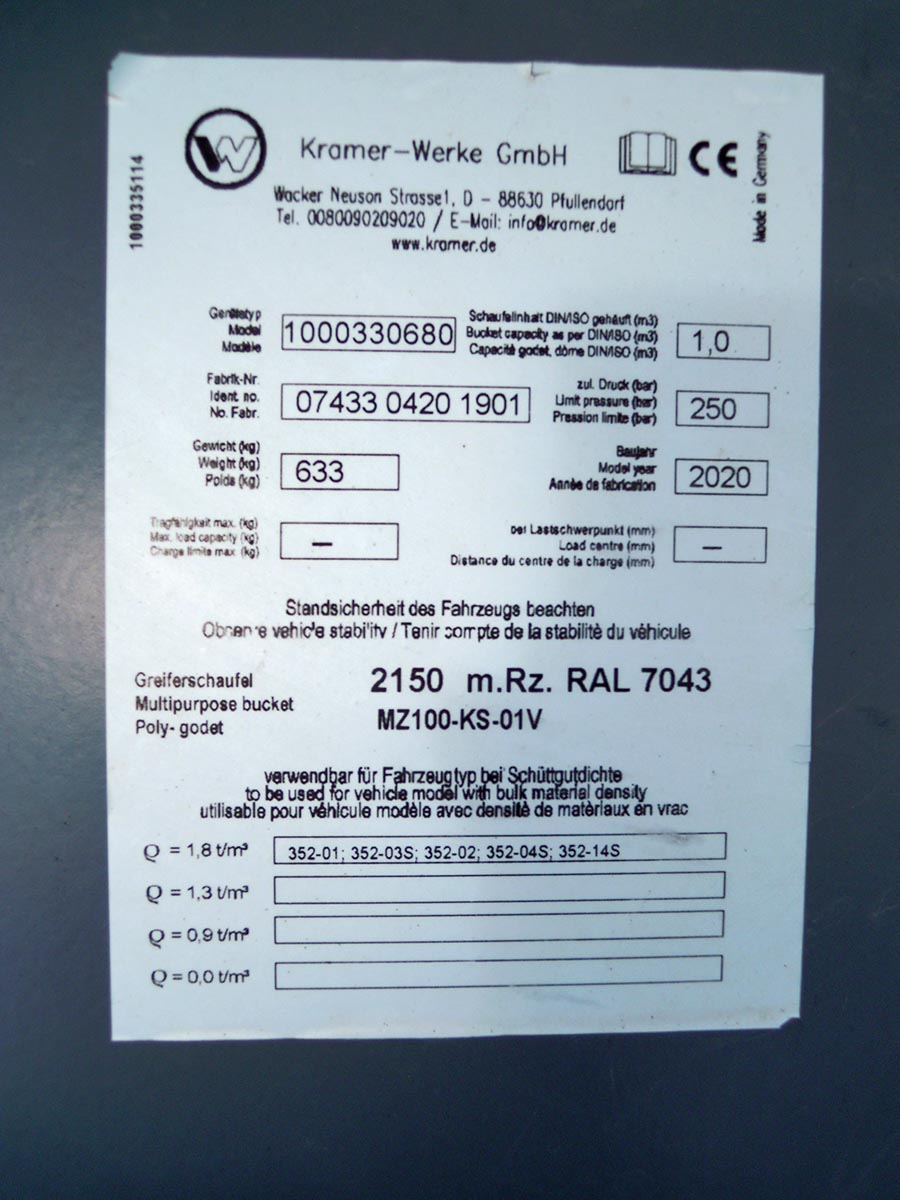 1000335114
W
Kramer-Werke GmbH
CE
Made in Germany
Wacker Neuson Strasse1, D - 88630 Pfullendorf
Tel. 0080090209020 / E-Mail: info@kramer.de
www.kramer.de
Gerätetyp
Model
Modèle
1000330680
Schaufelinhalt DIN/ISO gehäuft (m3)
Bucket capacity as per DIN/ISO (m3)
Capacité godet, dôme DIN/ISO (m3)
1,0
Fabrik-Nr.
Ident. no.
No. Fabr.
07433 0420 1901
zul. Druck (bar)
Limit pressure (bar)
Pression limite (bar)
250
Gewicht (kg)
Weight (kg)
Poids (kg)
633
Baujahr
Model year
Année de fabrication
2020
Tragfähigkeit max. (kg)
Max. load capacity (kg)
Charge limite max (kg)
–
bei Lastschwerpunkt (mm)
Load centre (mm)
Distance du centre de la charge (mm)
–
Standsicherheit des Fahrzeugs beachten
Observe vehicle stability / Tenir compte de la stabilitè du vèhicule
Greiferschaufel
Multipurpose bucket
Poly- godet
2150 m.Rz. RAL 7043
MZ100-KS-01V
verwendbar für Fahrzeugtyp bei Schüttgutdichte
to be used for vehicle model with bulk material density
utilisable pour vèhicule modèle avec densitè de matèriaux en vrac
ϱ = 1,8 t/m³ 352-01; 352-03S; 352-02; 352-04S; 352-14S
ϱ = 1,3 t/m³
ϱ = 0,9 t/m³
ϱ = 0,0 t/m³